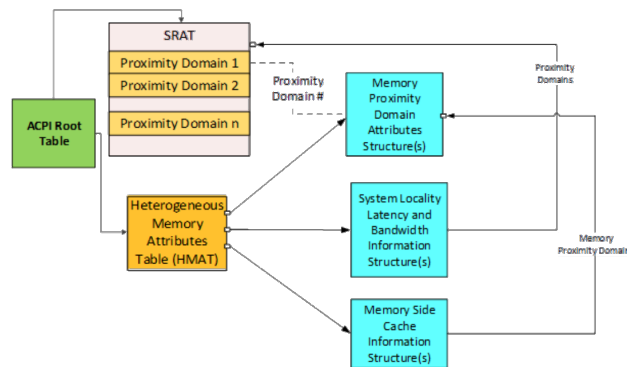 SRAT
Proximity Domain 1
Proximity Domain 2
Proximity Domain n
ACPI Root
Table
Proximity
Domain #
Memory
Proximity
Domain
Attributes
Structure(s)
Proximity
Domains
Heterogeneous
Memory
Attributes
Table (HMAT)
System Locality
Latency and
Bandwidth
Information
Structure(s)
Memory
Proximity Domain
Memory Side
Cache
Information
Structure(s)